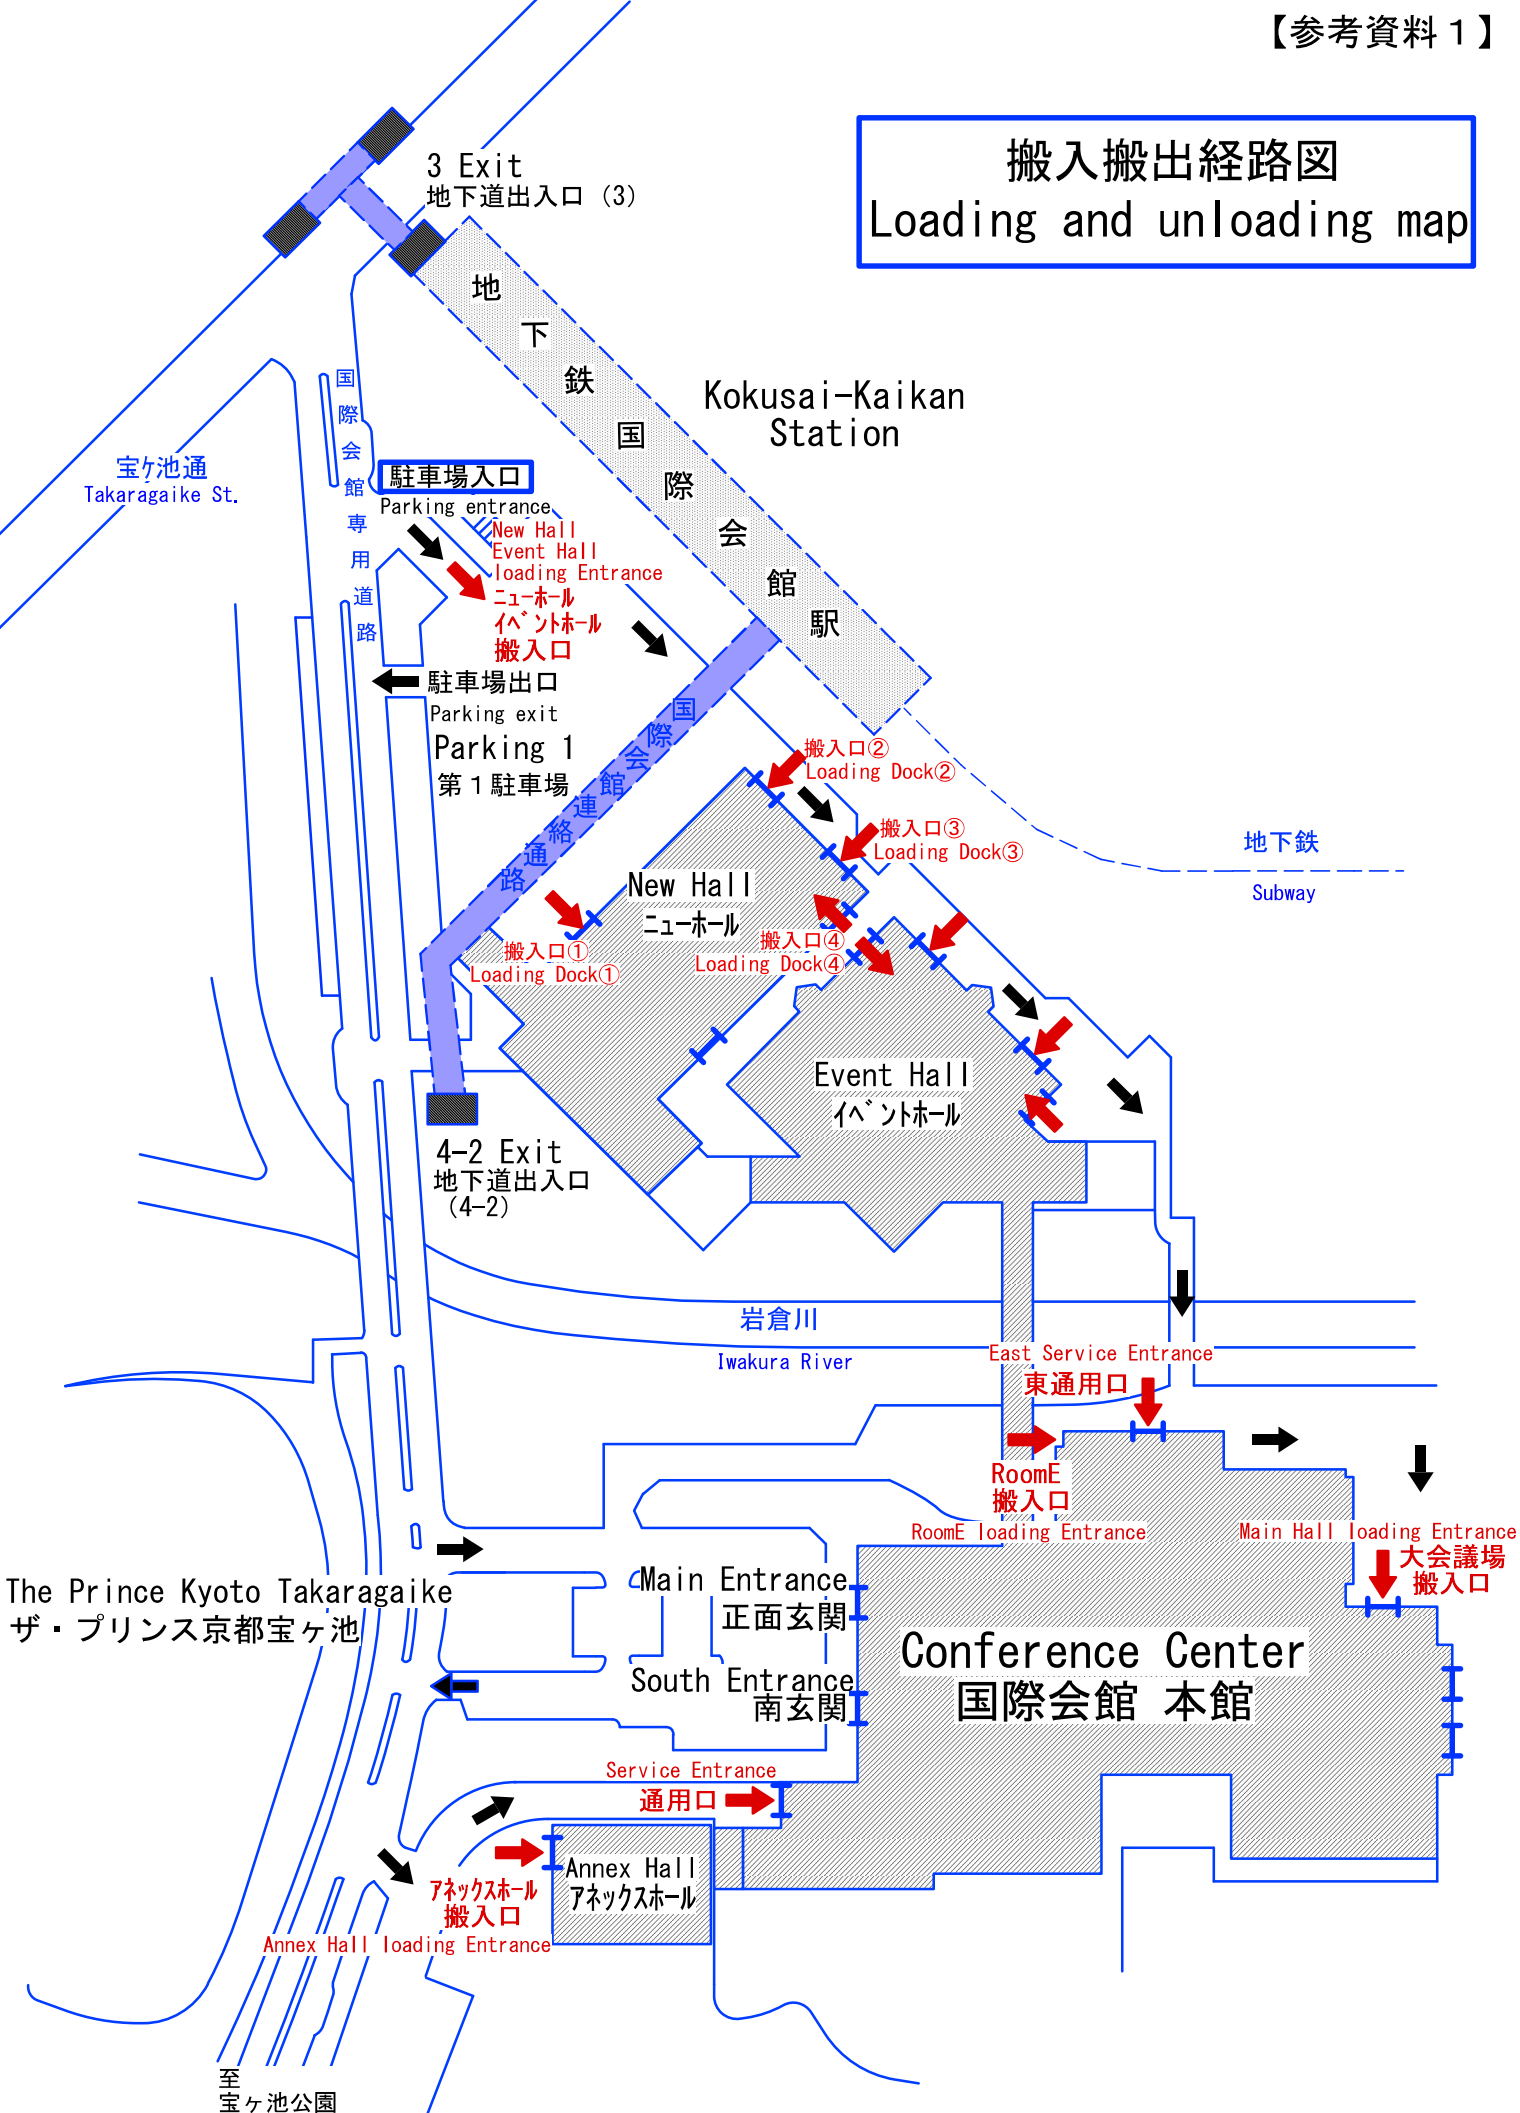 【参考資料１】
搬入搬出経路図
Loading and unloading map
3 Exit
地下道出入口（3）
地下鉄国際会館駅
Kokusai-Kaikan
Station
宝ヶ池通
Takaragaike St.
国際会館専用道路
駐車場入口
Parking entrance
New Hall
Event Hall
loading Entrance
ニューホール
イベントホール
搬入口
駐車場出口
Parking exit
Parking 1
第１駐車場
国際会館連絡通路
搬入口②
Loading Dock②
搬入口③
Loading Dock③
地下鉄
Subway
New Hall
ニューホール
搬入口①
Loading Dock①
搬入口④
Loading Dock④
Event Hall
イベントホール
4-2 Exit
地下道出入口
（4-2）
岩倉川
Iwakura River
East Service Entrance
東通用口
RoomE
搬入口
RoomE loading Entrance
Main Hall loading Entrance
大会議場
搬入口
The Prince Kyoto Takaragaike
ザ・プリンス京都宝ヶ池
Main Entrance
正面玄関
South Entrance
南玄関
Conference Center
国際会館 本館
Service Entrance
通用口
Annex Hall
アネックスホール
アネックスホール
搬入口
Annex Hall loading Entrance
至
宝ヶ池公園